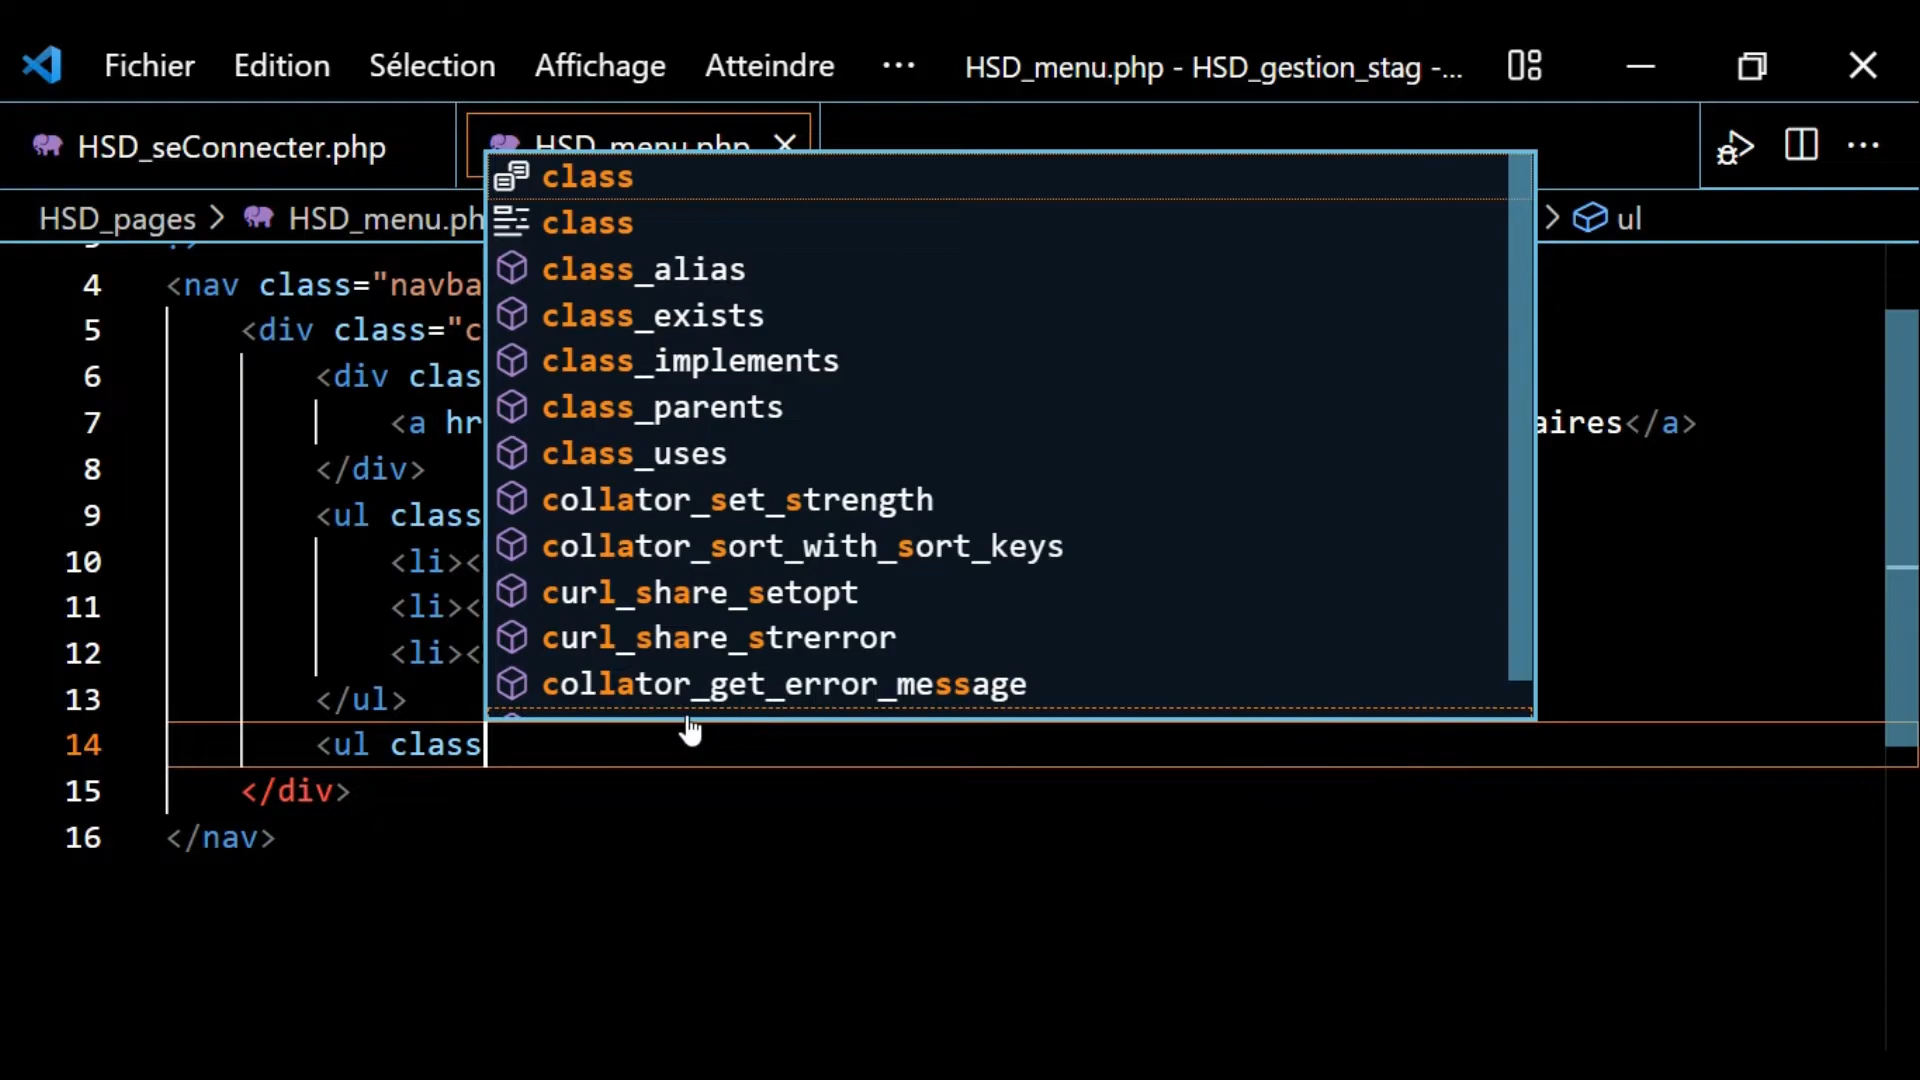 Fichier Edition Sélection Affichage Atteindre ··· HSD_menu.php - HSD_gestion_stag -...
HSD_seConnecter.php HSD_menu.php
HSD_pages > HSD_menu.ph > ul
4 <nav class="navba
5 <div class="c
6 <div clas
7 <a hr aires</a>
8 </div>
9 <ul class
10 <li><
11 <li><
12 <li><
13 </ul>
14 <ul class
15 </div>
16 </nav>
class
class
class_alias
class_exists
class_implements
class_parents
class_uses
collator_set_strength
collator_sort_with_sort_keys
curl_share_setopt
curl_share_strerror
collator_get_error_message